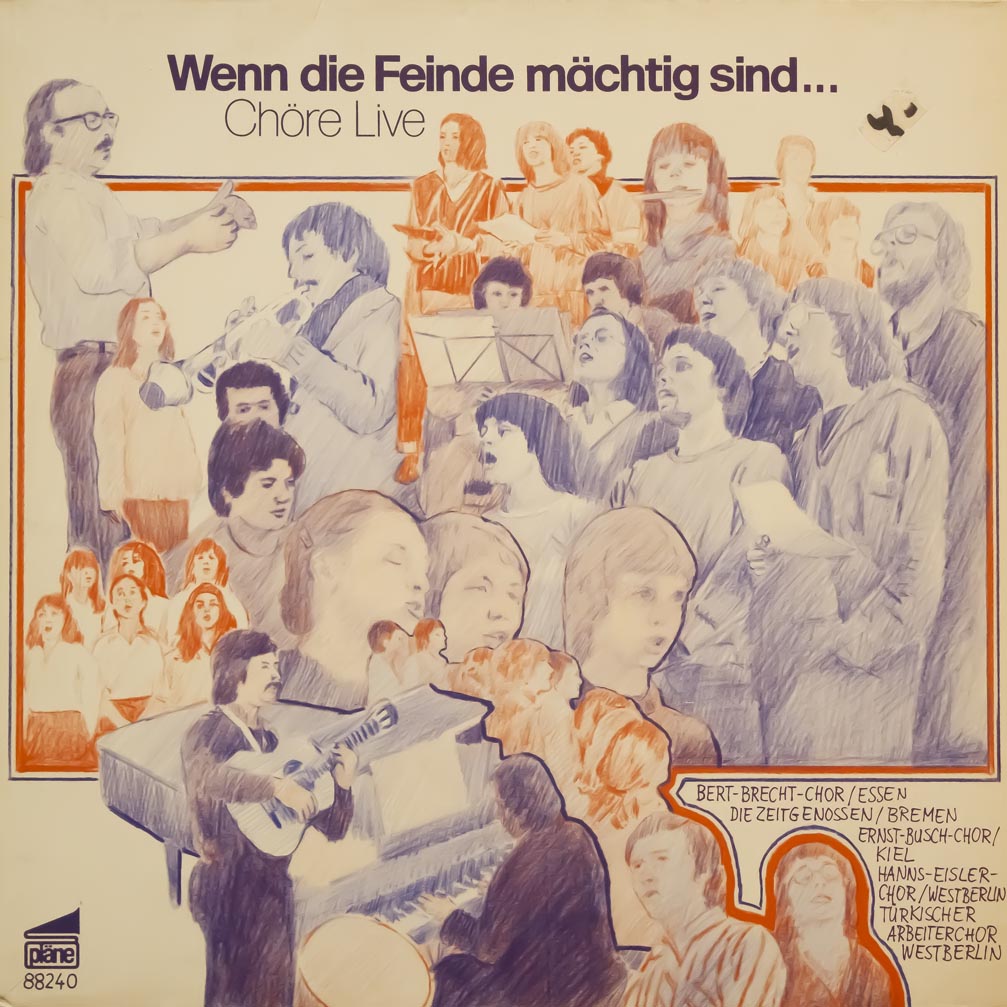 Wenn die Feinde mächtig sind...
Chöre Live
BERT-BRECHT-CHOR/ESSEN
DIE ZEITGENOSSEN/BREMEN
ERNST-BUSCH-CHOR/
KIEL
HANNS-EISLER-
CHOR/WESTBERLIN
TÜRKISCHER
ARBEITERCHOR
WESTBERLIN
pläne
88240